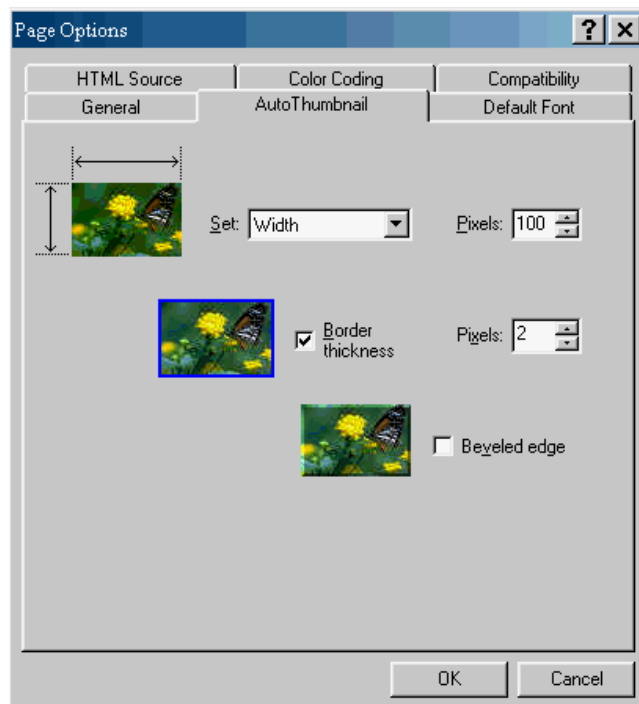 Page Options
HTML Source Color Coding Compatibility
General AutoThumbnail Default Font
Set: Width Pixels: 100
Border thickness Pixels: 2
Beveled edge
OK Cancel